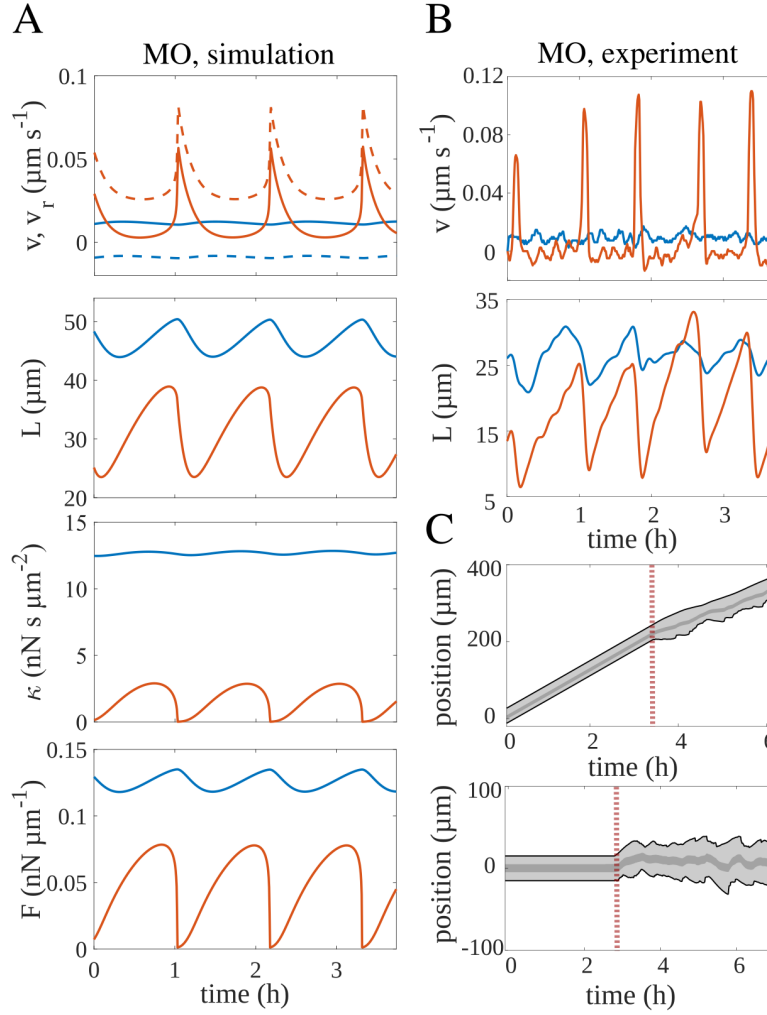 A
MO, simulation
0.1
0.05
0
v, v_r (µm s⁻¹)
50
40
30
20
L (µm)
15
10
5
0
κ (nN s µm⁻²)
0.15
0.1
0.05
0
F (nN µm⁻¹)
0 1 2 3
time (h)
B
MO, experiment
0.12
0.08
0.04
0
v (µm s⁻¹)
35
25
15
5
L (µm)
0 1 2 3
time (h)
C
400
200
0
position (µm)
0 2 4 6
time (h)
100
0
-100
position (µm)
0 2 4 6
time (h)